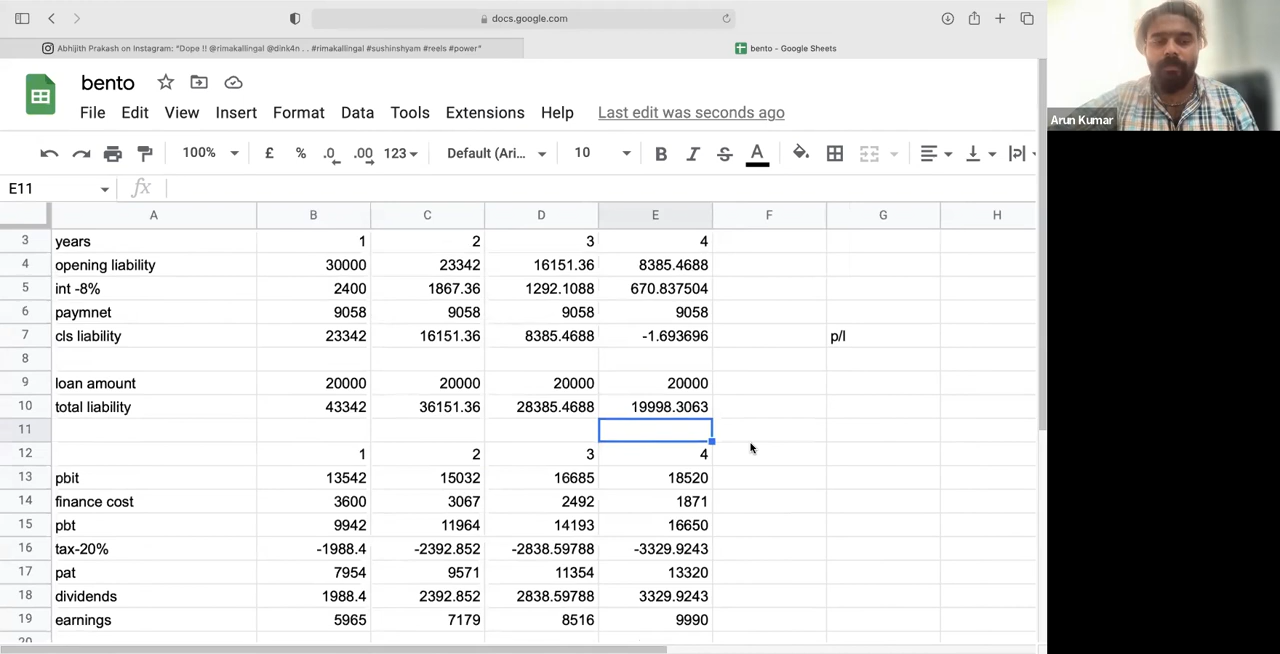 docs.google.com
Abhijith Prakash on Instagram: "Dope !! @rimakallingal @dink4n . . #rimakallingal #sushinshyam #reels #power"
bento - Google Sheets
bento
File Edit View Insert Format Data Tools Extensions Help Last edit was seconds ago
100% £ % .0 .00 123 Default (Ari... 10 B I S A
E11 fx
A B C D E F G H
3 years 1 2 3 4
4 opening liability 30000 23342 16151.36 8385.4688
5 int -8% 2400 1867.36 1292.1088 670.837504
6 paymnet 9058 9058 9058 9058
7 cls liability 23342 16151.36 8385.4688 -1.693696 p/l
8
9 loan amount 20000 20000 20000 20000
10 total liability 43342 36151.36 28385.4688 19998.3063
11
12 1 2 3 4
13 pbit 13542 15032 16685 18520
14 finance cost 3600 3067 2492 1871
15 pbt 9942 11964 14193 16650
16 tax-20% -1988.4 -2392.852 -2838.59788 -3329.9243
17 pat 7954 9571 11354 13320
18 dividends 1988.4 2392.852 2838.59788 3329.9243
19 earnings 5965 7179 8516 9990
20
Arun Kumar